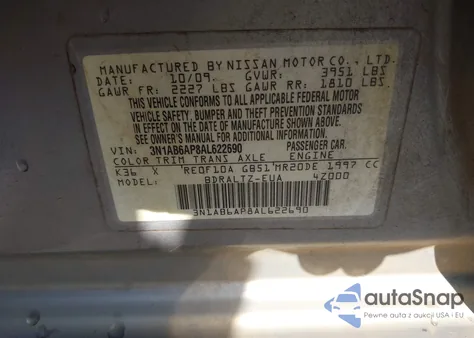 MANUFACTURED BY NISSAN MOTOR CO., LTD.
DATE: 10/09 GVWR: 3951 LBS
GAWR FR: 2227 LBS GAWR RR: 1810 LBS
THIS VEHICLE CONFORMS TO ALL APPLICABLE FEDERAL MOTOR
VEHICLE SAFETY, BUMPER AND THEFT PREVENTION STANDARDS
IN EFFECT ON THE DATE OF MANUFACTURE SHOWN ABOVE.
SEE OWNER'S MANUAL FOR ADDITIONAL INFORMATION.
VIN: 3N1AB6AP8AL622690 PASSENGER CAR
COLOR TRIM TRANS AXLE ENGINE
K36 X RE0F10A GB51 MR20DE 1997 CC
MODEL: BDRALTZ-EUA 4Z000
3N1AB6AP8AL622690
autoSnap
Pewne auta z aukcji USA i EU